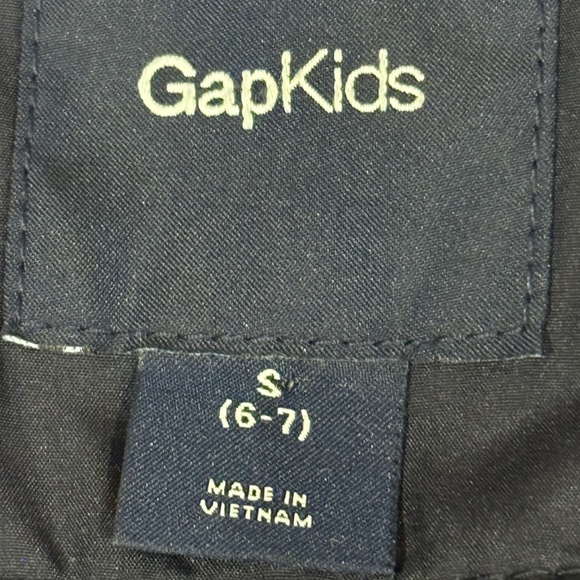 GapKids
S
(6-7)
MADE IN
VIETNAM